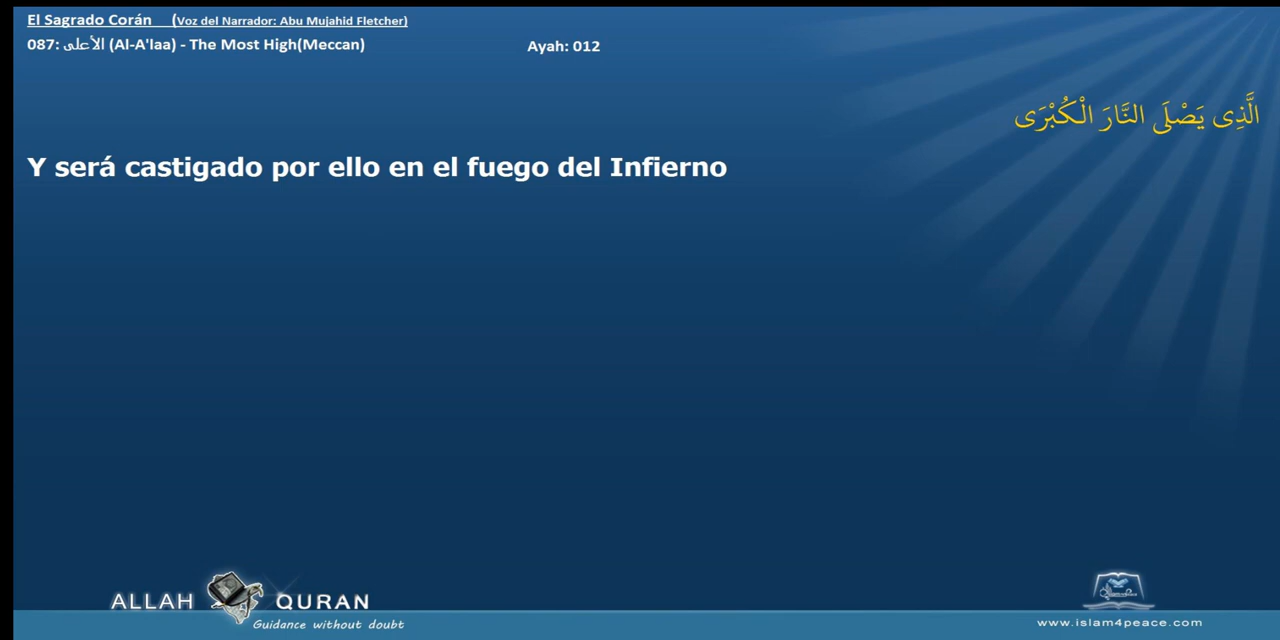 El Sagrado Corán (Voz del Narrador: Abu Mujahid Fletcher)
087: الأعلى (Al-A'laa) - The Most High(Meccan) Ayah: 012
الَّذِى يَصْلَى النَّارَ الْكُبْرَى
Y será castigado por ello en el fuego del Infierno
ALLAH QURAN
Guidance without doubt
www.islam4peace.com